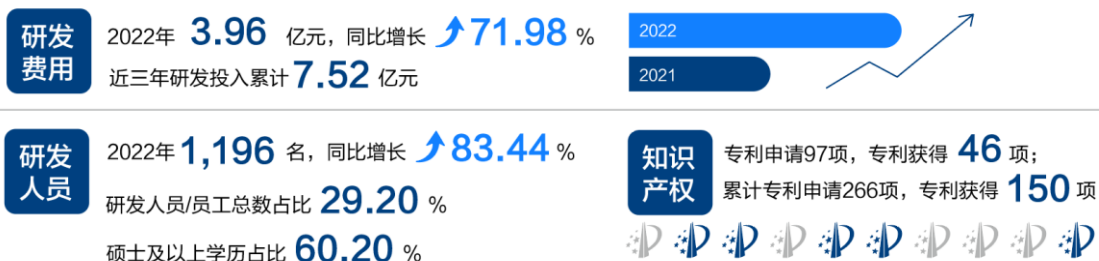 研发
费用
2022年 3.96 亿元，同比增长 71.98 %
近三年研发投入累计 7.52 亿元
2022
2021
研发
人员
2022年 1,196 名，同比增长 83.44 %
研发人员/员工总数占比 29.20 %
硕士及以上学历占比 60.20 %
知识
产权
专利申请97项，专利获得 46 项；
累计专利申请266项，专利获得 150 项